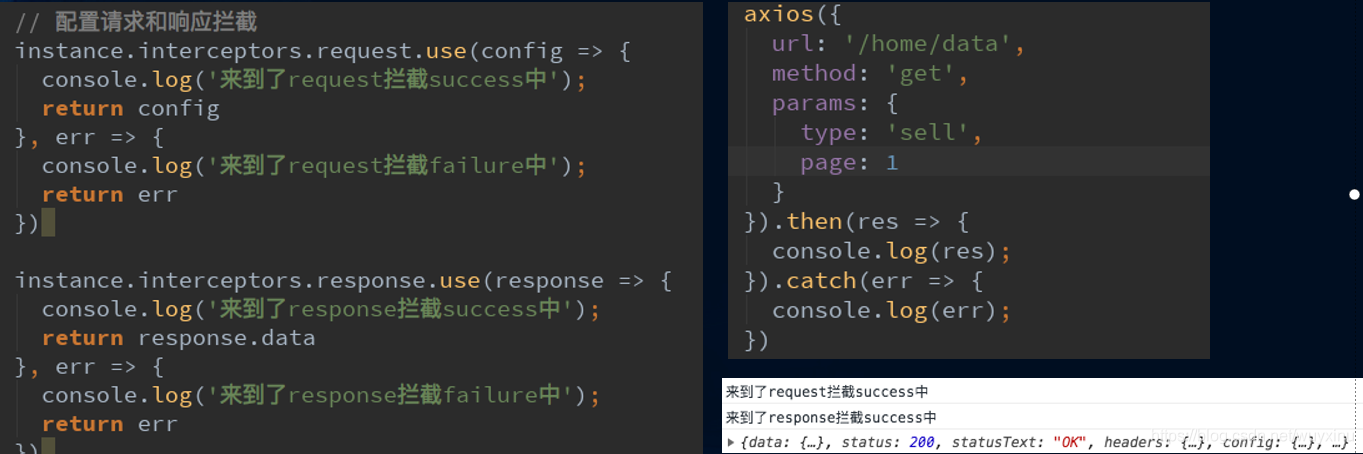 // 配置请求和响应拦截
instance.interceptors.request.use(config => {
  console.log('来到了request拦截success中');
  return config
}, err => {
  console.log('来到了request拦截failure中');
  return err
})
instance.interceptors.response.use(response => {
  console.log('来到了response拦截success中');
  return response.data
}, err => {
  console.log('来到了response拦截failure中');
  return err
})
axios({
  url: '/home/data',
  method: 'get',
  params: {
    type: 'sell',
    page: 1
  }
}).then(res => {
  console.log(res);
}).catch(err => {
  console.log(err);
})
来到了request拦截success中
来到了response拦截success中
▸ {data: {…}, status: 200, statusText: "OK", headers: {…}, config: {…}, …}